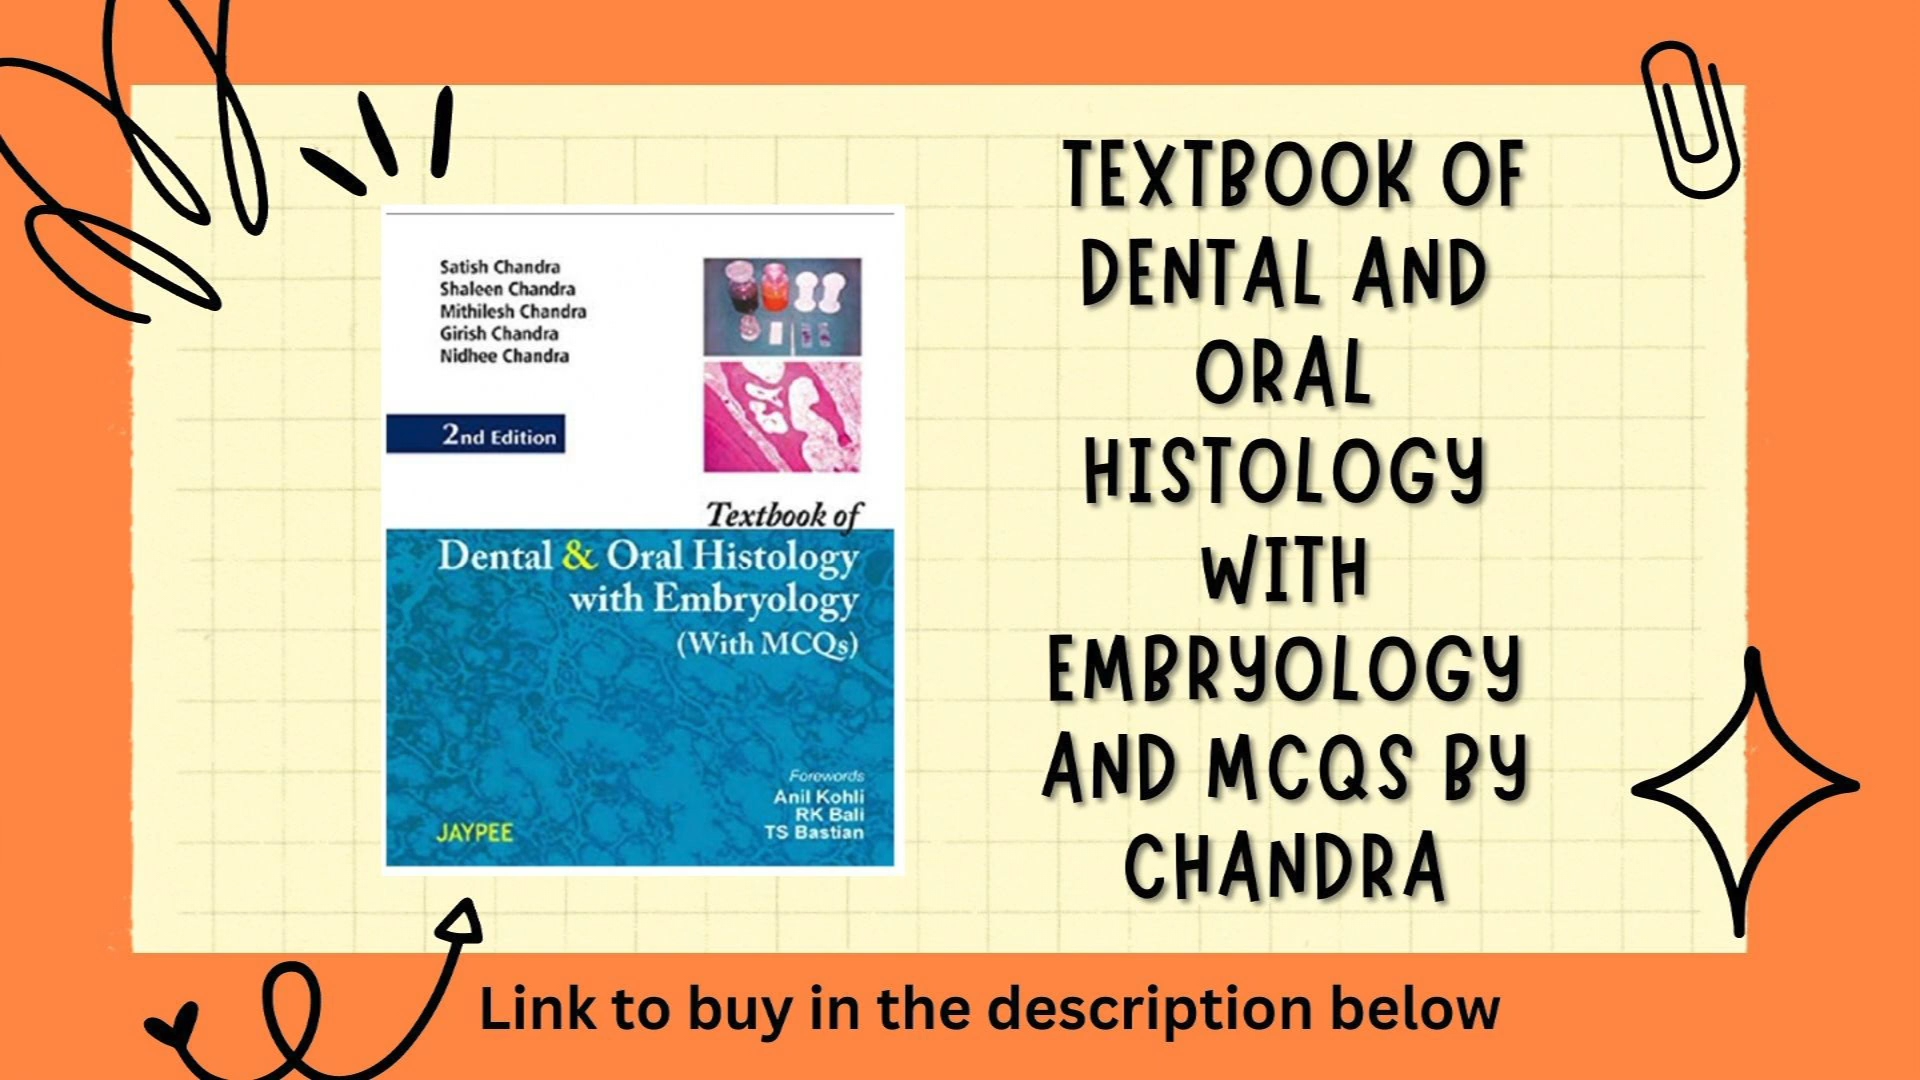 Satish Chandra
Shaleen Chandra
Mithilesh Chandra
Girish Chandra
Nidhee Chandra
2nd Edition
Textbook of
Dental & Oral Histology
with Embryology
(With MCQs)
Forewords
Anil Kohli
RK Bali
TS Bastian
JAYPEE
TEXTBOOK OF
DENTAL AND
ORAL
HISTOLOGY
WITH
EMBRYOLOGY
AND MCQS BY
CHANDRA
Link to buy in the description below